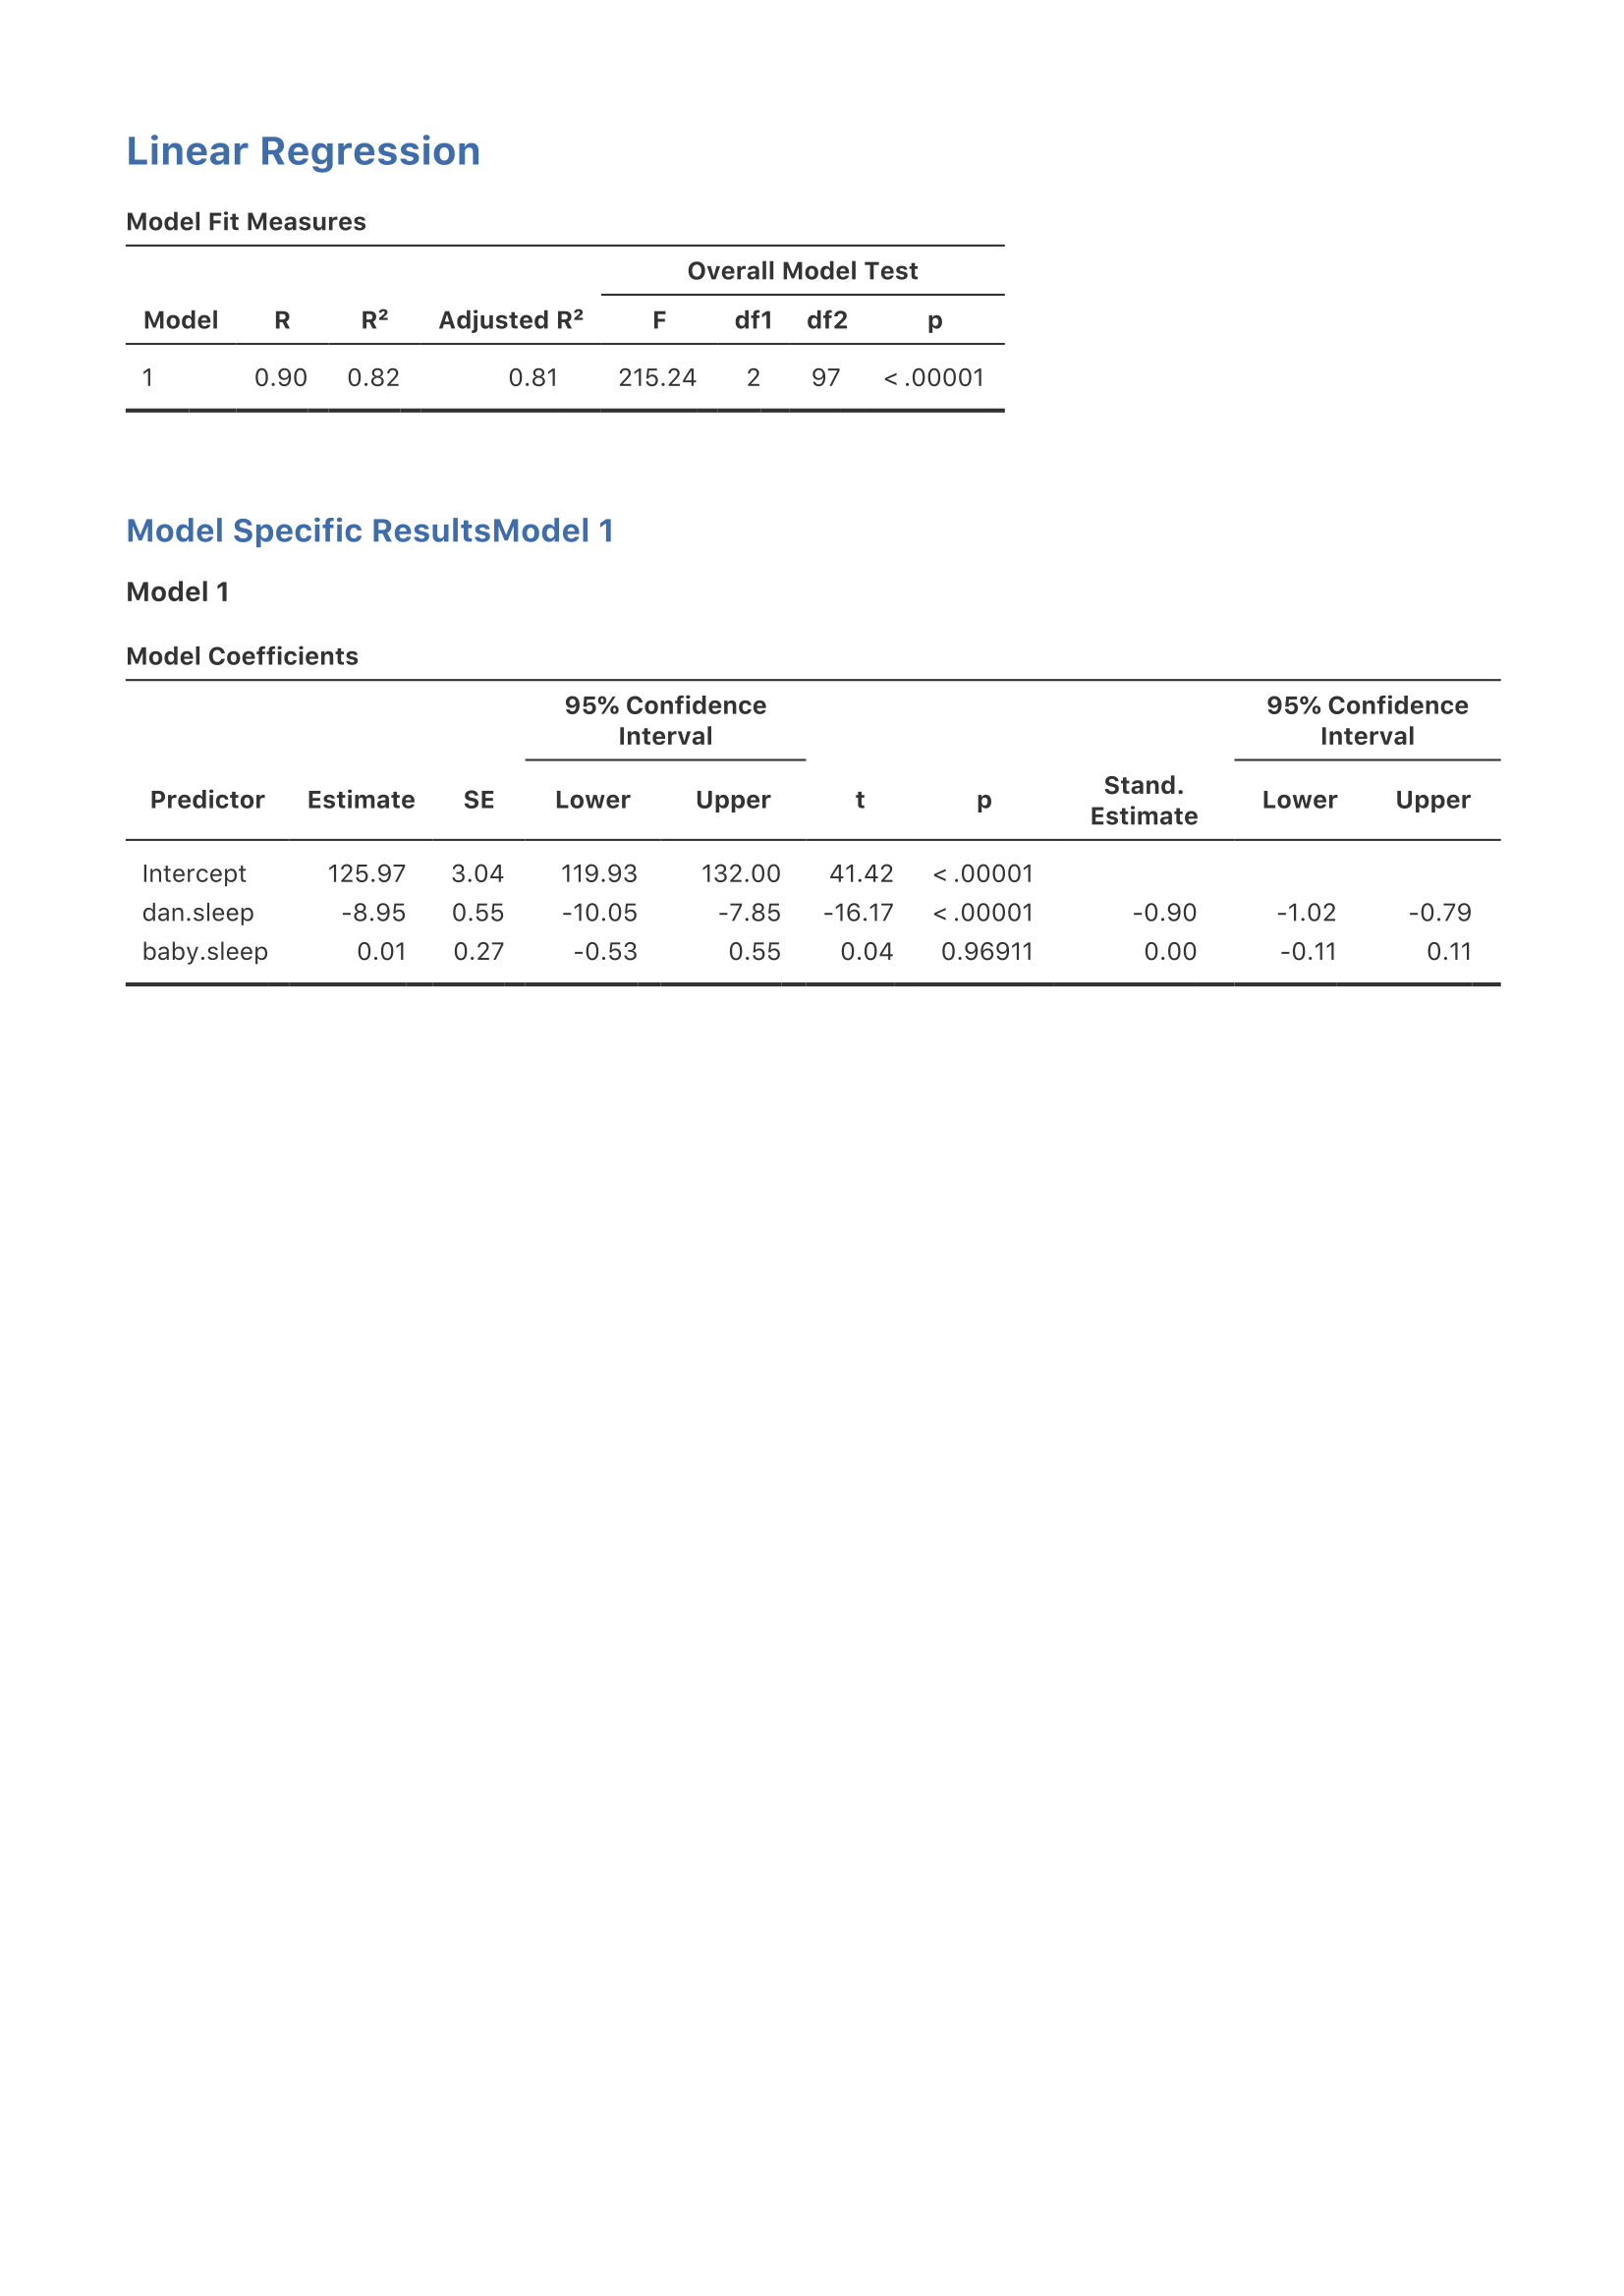 Linear Regression
Model Fit Measures
Overall Model Test
Model R R² Adjusted R² F df1 df2 p
1 0.90 0.82 0.81 215.24 2 97 < .00001
Model Specific ResultsModel 1
Model 1
Model Coefficients
95% Confidence Interval 95% Confidence Interval
Predictor Estimate SE Lower Upper t p Stand. Estimate Lower Upper
Intercept 125.97 3.04 119.93 132.00 41.42 < .00001
dan.sleep -8.95 0.55 -10.05 -7.85 -16.17 < .00001 -0.90 -1.02 -0.79
baby.sleep 0.01 0.27 -0.53 0.55 0.04 0.96911 0.00 -0.11 0.11